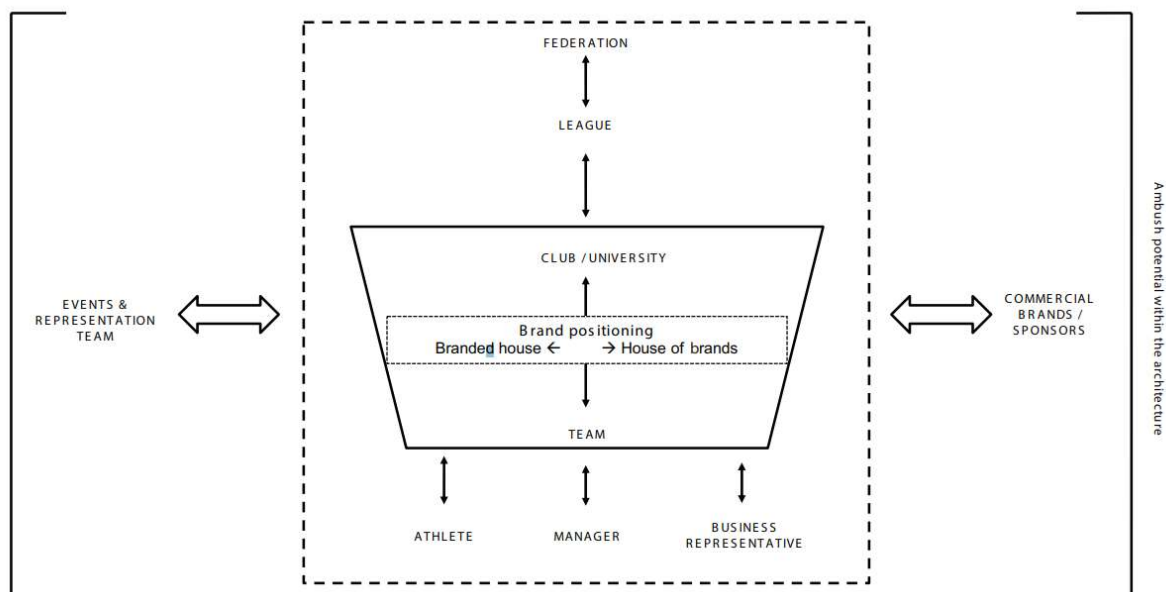 FEDERATION
LEAGUE
CLUB / UNIVERSITY
EVENTS &
REPRESENTATION
TEAM
Brand positioning
Branded house ← → House of brands
COMMERCIAL
BRANDS /
SPONSORS
TEAM
ATHLETE
MANAGER
BUSINESS
REPRESENTATIVE
Ambush potential within the architecture